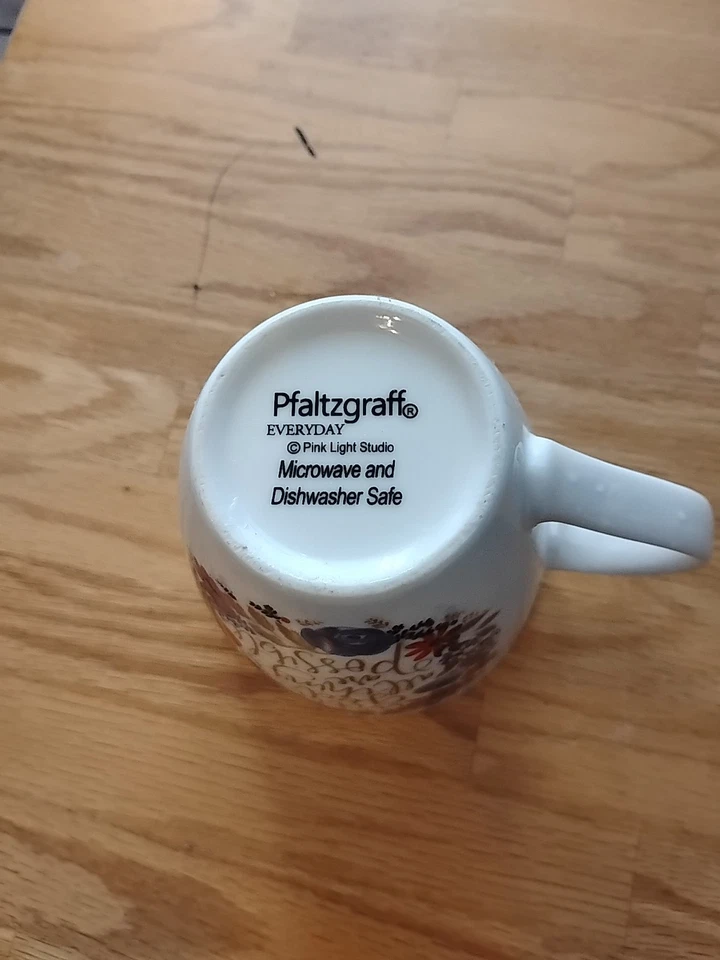 Pfaltzgraff®
EVERYDAY
© Pink Light Studio
Microwave and
Dishwasher Safe